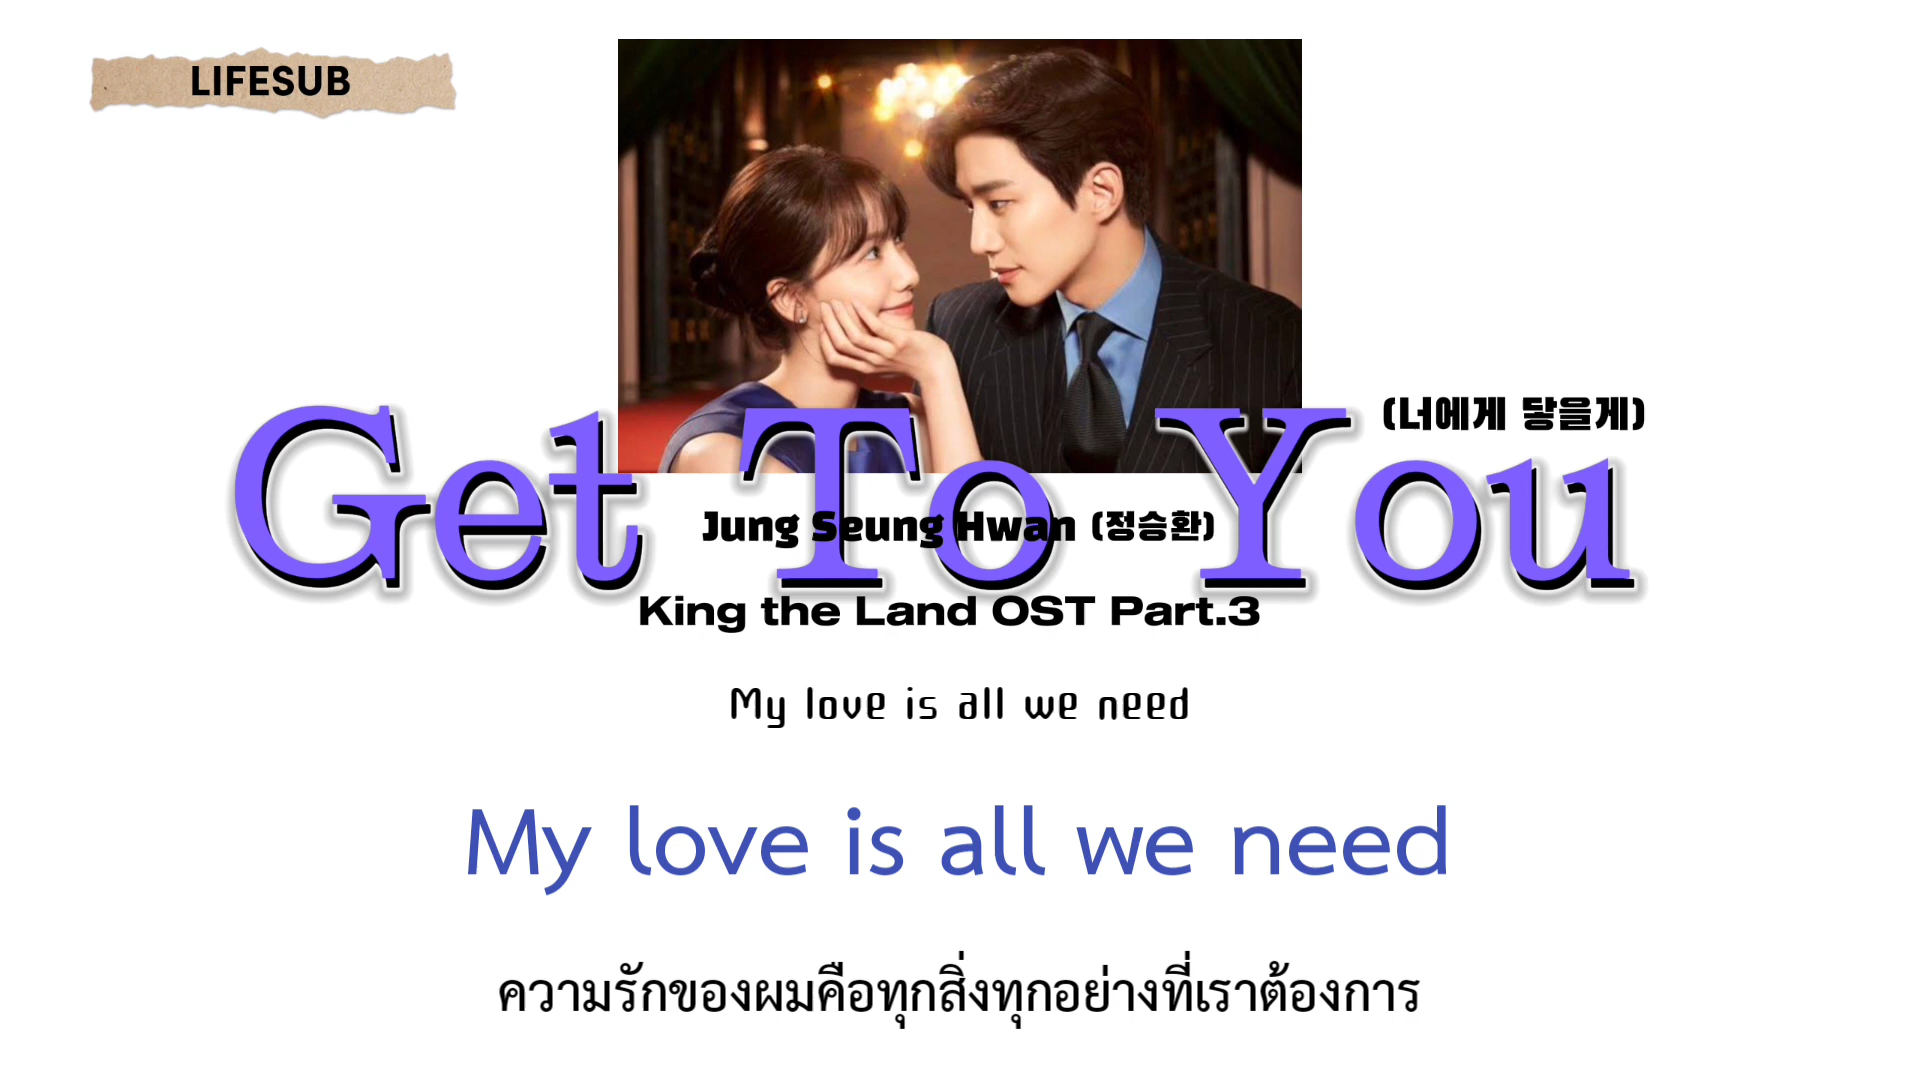 LIFESUB
(너에게 닿을게)
Get To You
Jung Seung Hwan (정승환)
King the Land OST Part.3
My love is all we need
My love is all we need
ความรักของผมคือทุกสิ่งทุกอย่างที่เราต้องการ